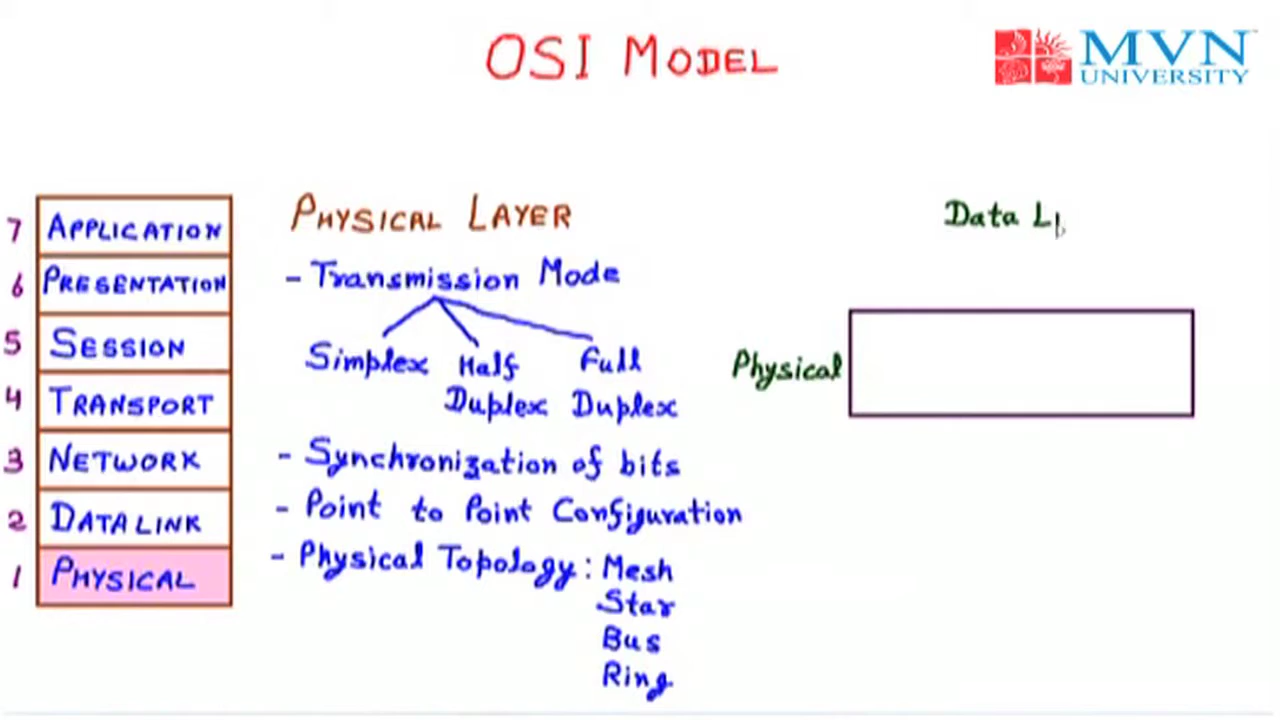 OSI MODEL
MVN
UNIVERSITY
7 APPLICATION
6 PRESENTATION
5 SESSION
4 TRANSPORT
3 NETWORK
2 DATA LINK
1 PHYSICAL
PHYSICAL LAYER
- Transmission Mode
Simplex Half Duplex Full Duplex
- Synchronization of bits
- Point to Point Configuration
- Physical Topology : Mesh
Star
Bus
Ring
Data L
Physical